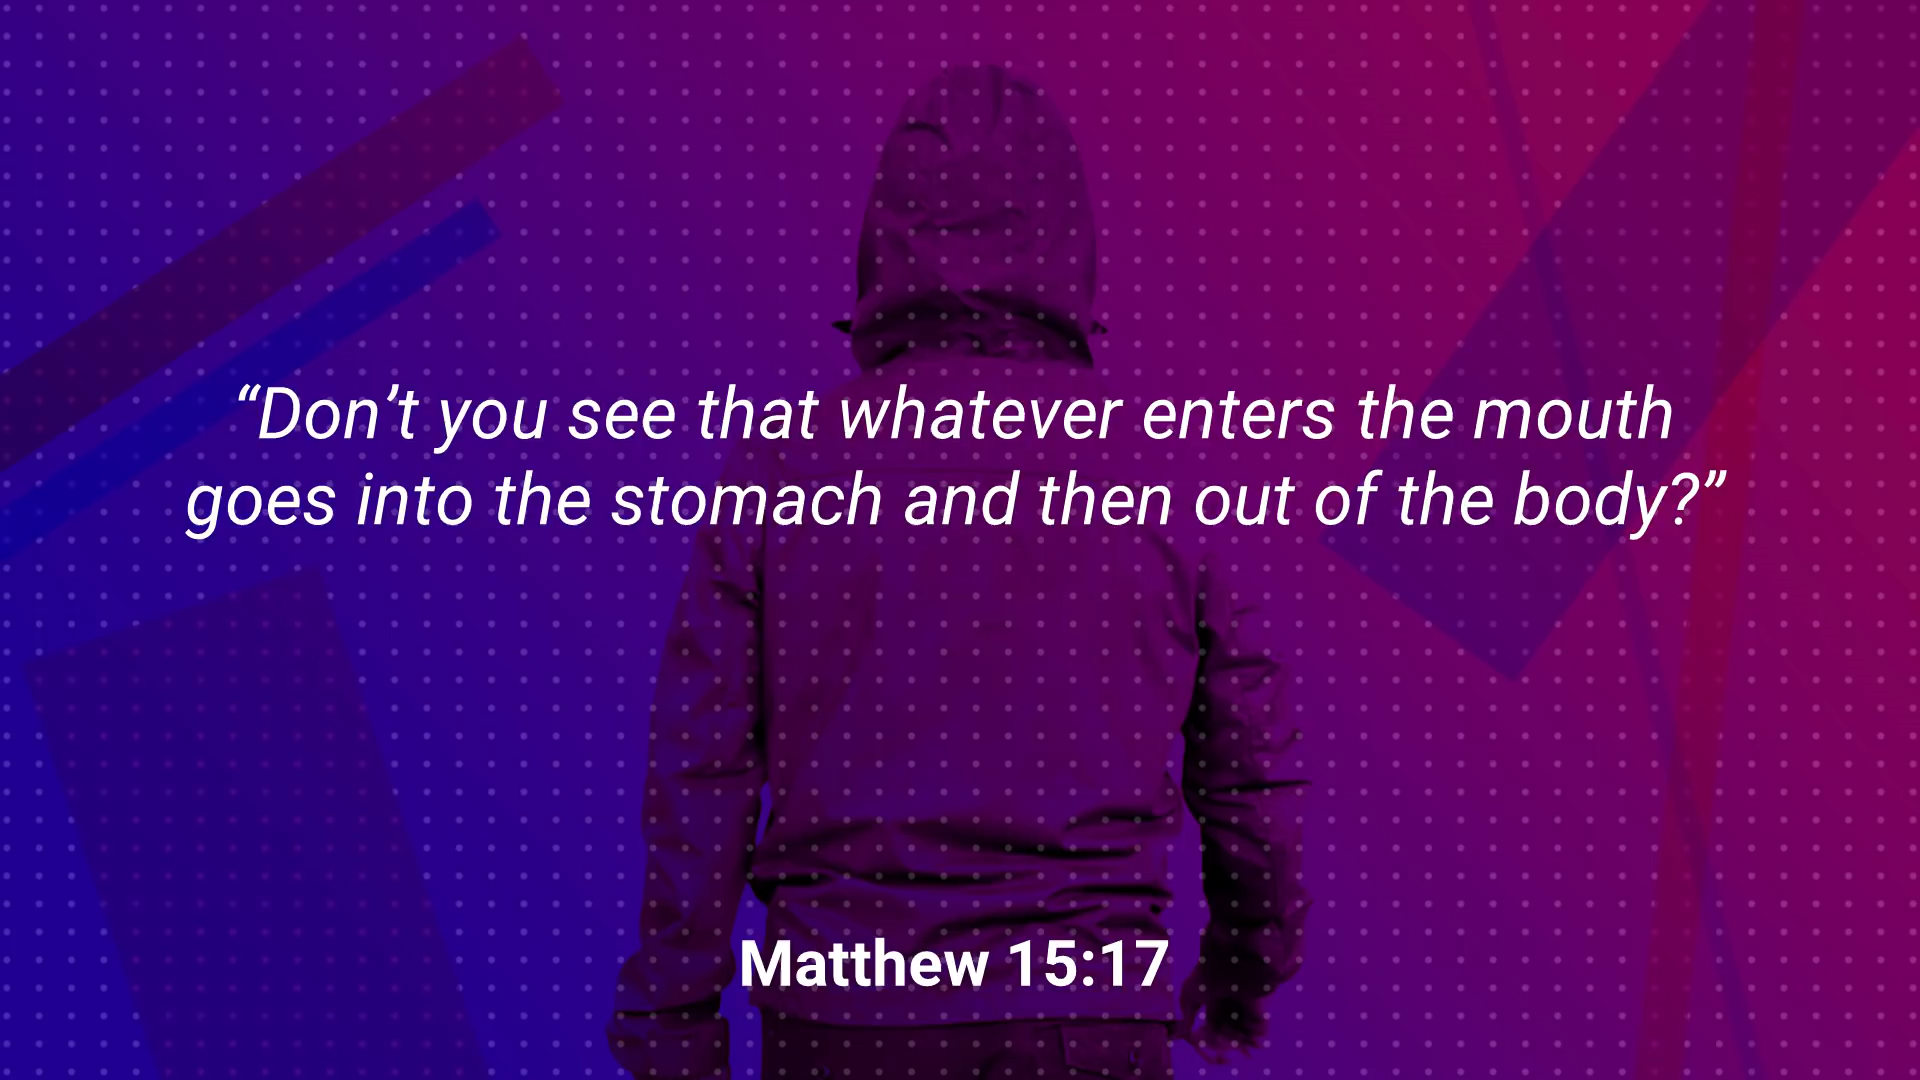 “Don’t you see that whatever enters the mouth
goes into the stomach and then out of the body?”
Matthew 15:17